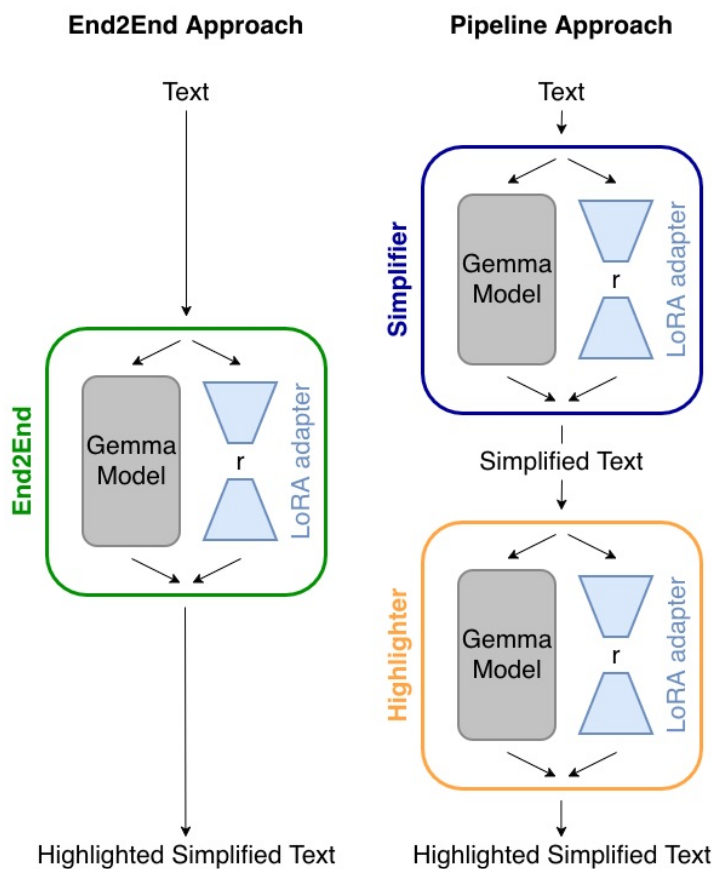 End2End Approach
Text
End2End
Gemma
Model
r
LoRA adapter
Highlighted Simplified Text
Pipeline Approach
Text
Simplifier
Gemma
Model
r
LoRA adapter
Simplified Text
Highlighter
Gemma
Model
r
LoRA adapter
Highlighted Simplified Text